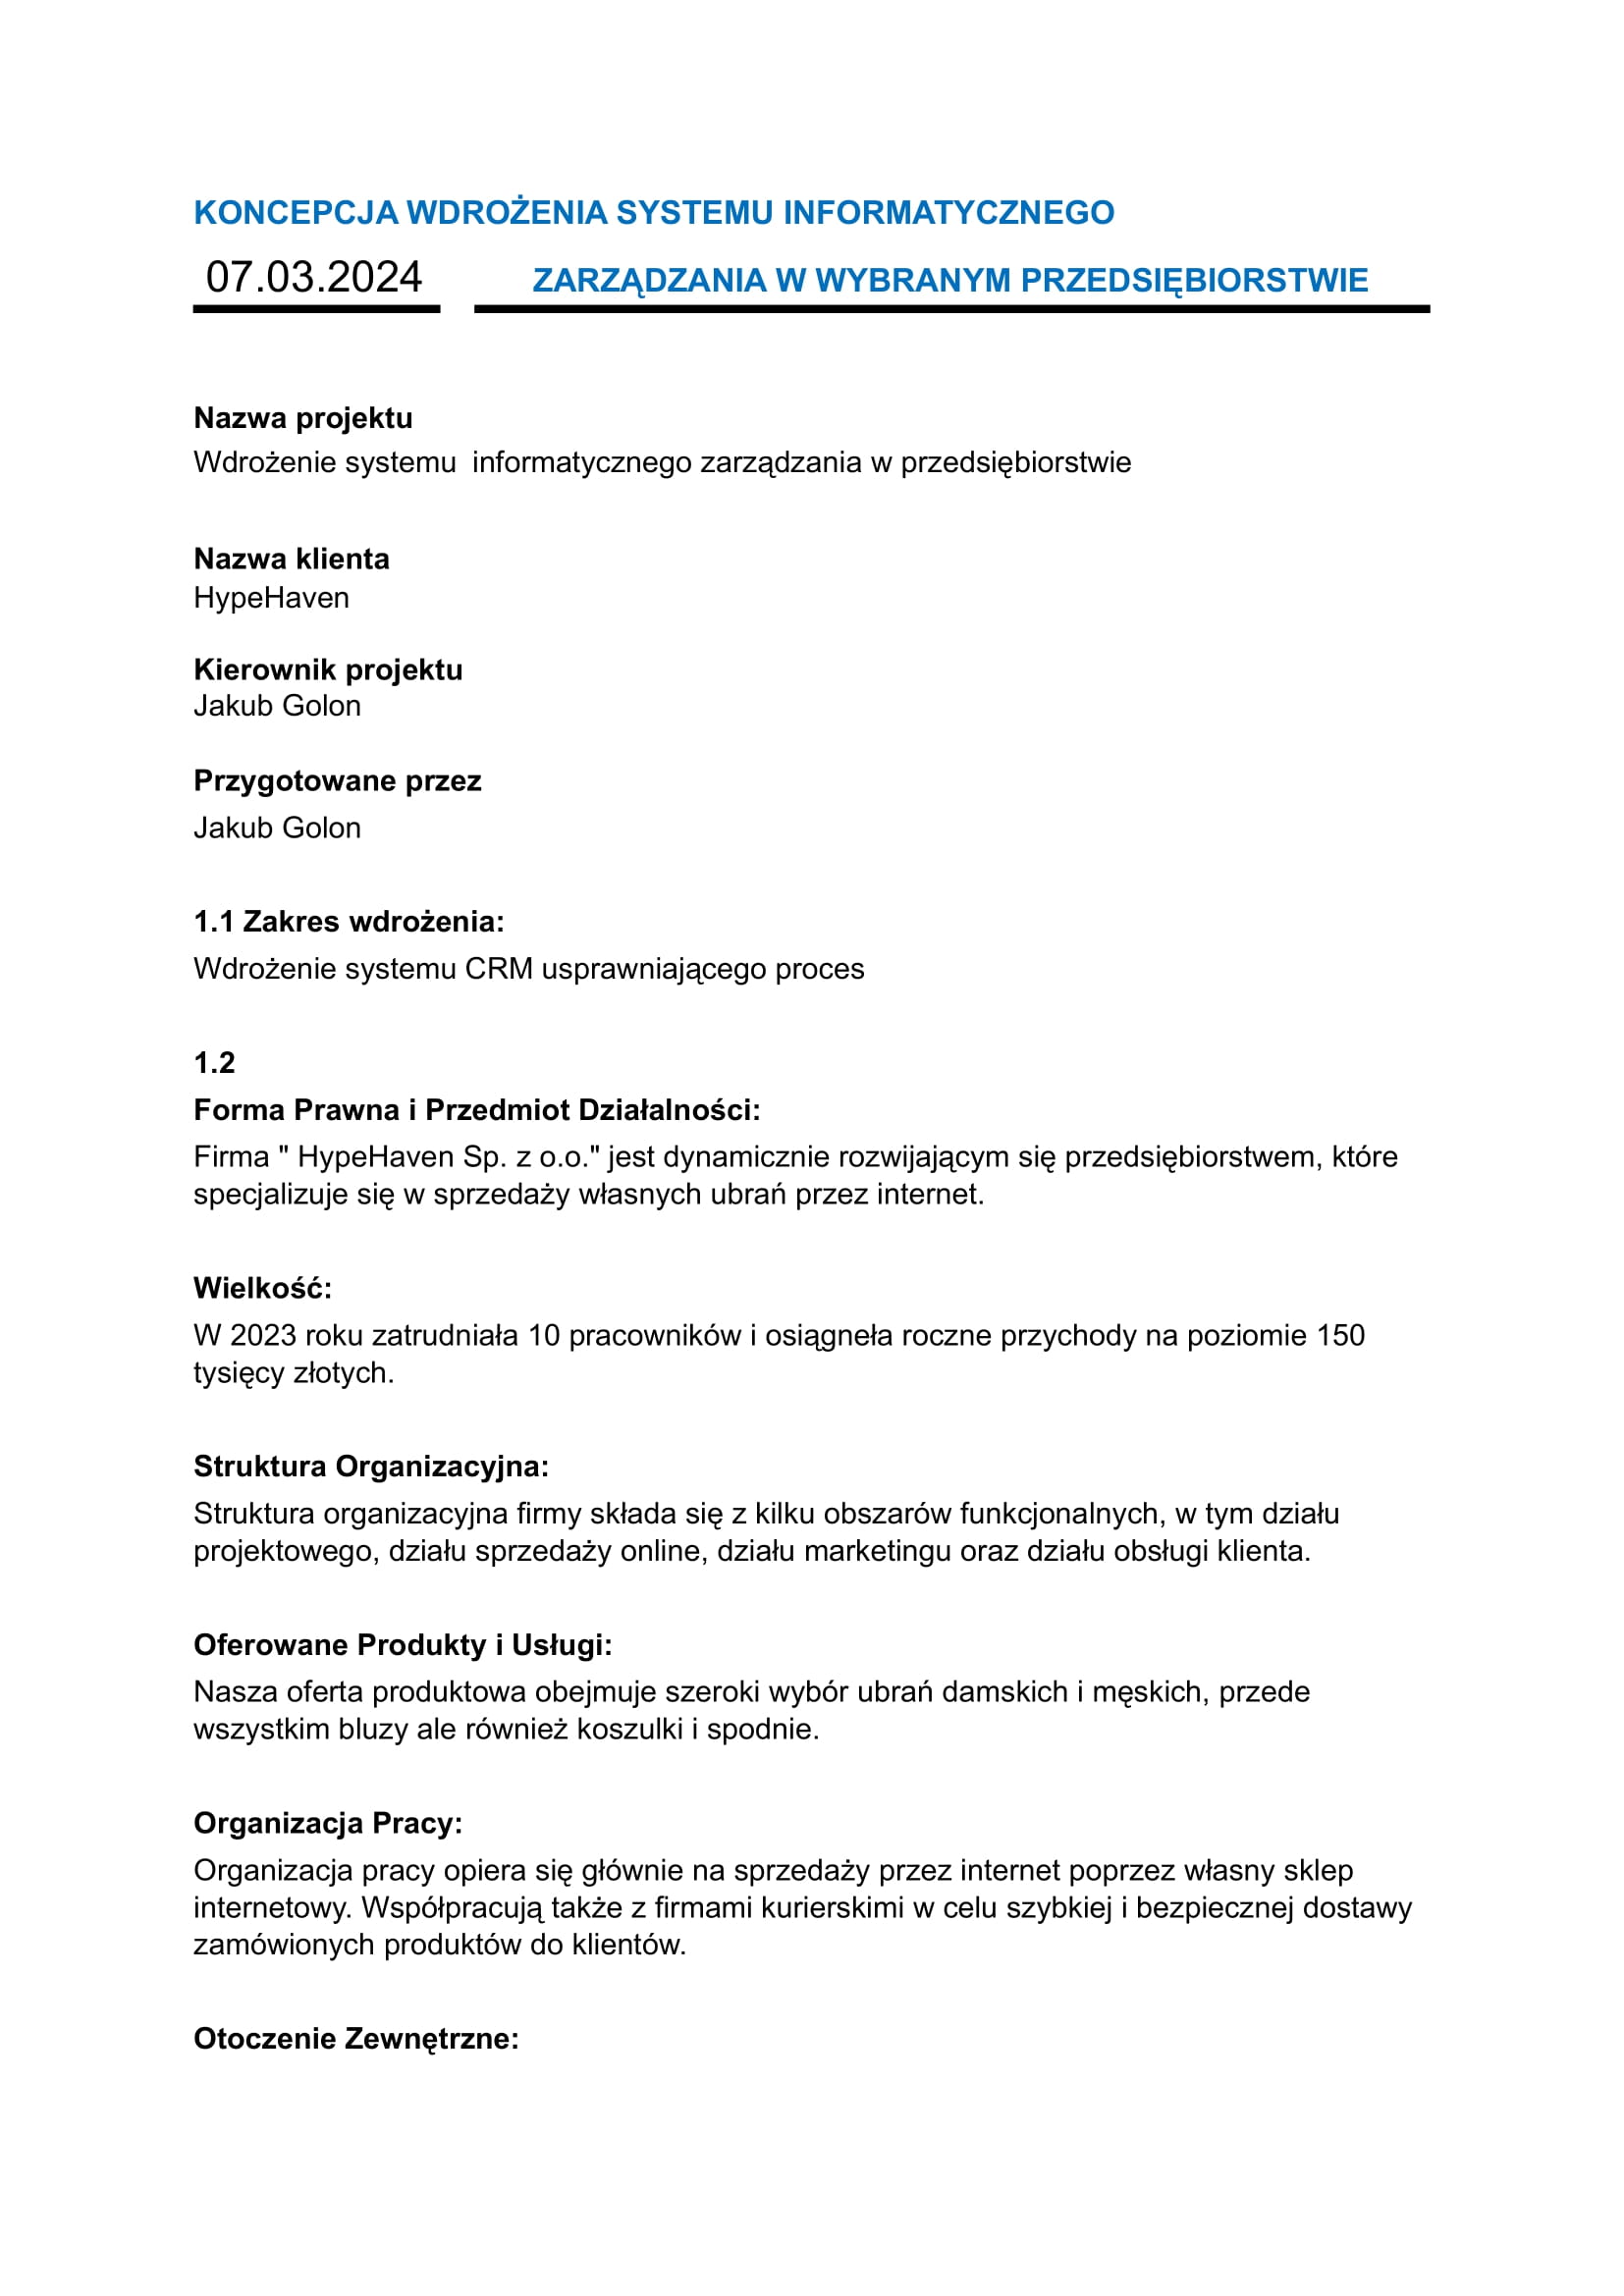 KONCEPCJA WDROŻENIA SYSTEMU INFORMATYCZNEGO
07.03.2024 ZARZĄDZANIA W WYBRANYM PRZEDSIĘBIORSTWIE
Nazwa projektu
Wdrożenie systemu  informatycznego zarządzania w przedsiębiorstwie
Nazwa klienta
HypeHaven
Kierownik projektu
Jakub Golon
Przygotowane przez
Jakub Golon
1.1 Zakres wdrożenia:
Wdrożenie systemu CRM usprawniającego proces
1.2
Forma Prawna i Przedmiot Działalności:
Firma " HypeHaven Sp. z o.o." jest dynamicznie rozwijającym się przedsiębiorstwem, które
specjalizuje się w sprzedaży własnych ubrań przez internet.
Wielkość:
W 2023 roku zatrudniała 10 pracowników i osiągneła roczne przychody na poziomie 150
tysięcy złotych.
Struktura Organizacyjna:
Struktura organizacyjna firmy składa się z kilku obszarów funkcjonalnych, w tym działu
projektowego, działu sprzedaży online, działu marketingu oraz działu obsługi klienta.
Oferowane Produkty i Usługi:
Nasza oferta produktowa obejmuje szeroki wybór ubrań damskich i męskich, przede
wszystkim bluzy ale również koszulki i spodnie.
Organizacja Pracy:
Organizacja pracy opiera się głównie na sprzedaży przez internet poprzez własny sklep
internetowy. Współpracują także z firmami kurierskimi w celu szybkiej i bezpiecznej dostawy
zamówionych produktów do klientów.
Otoczenie Zewnętrzne: